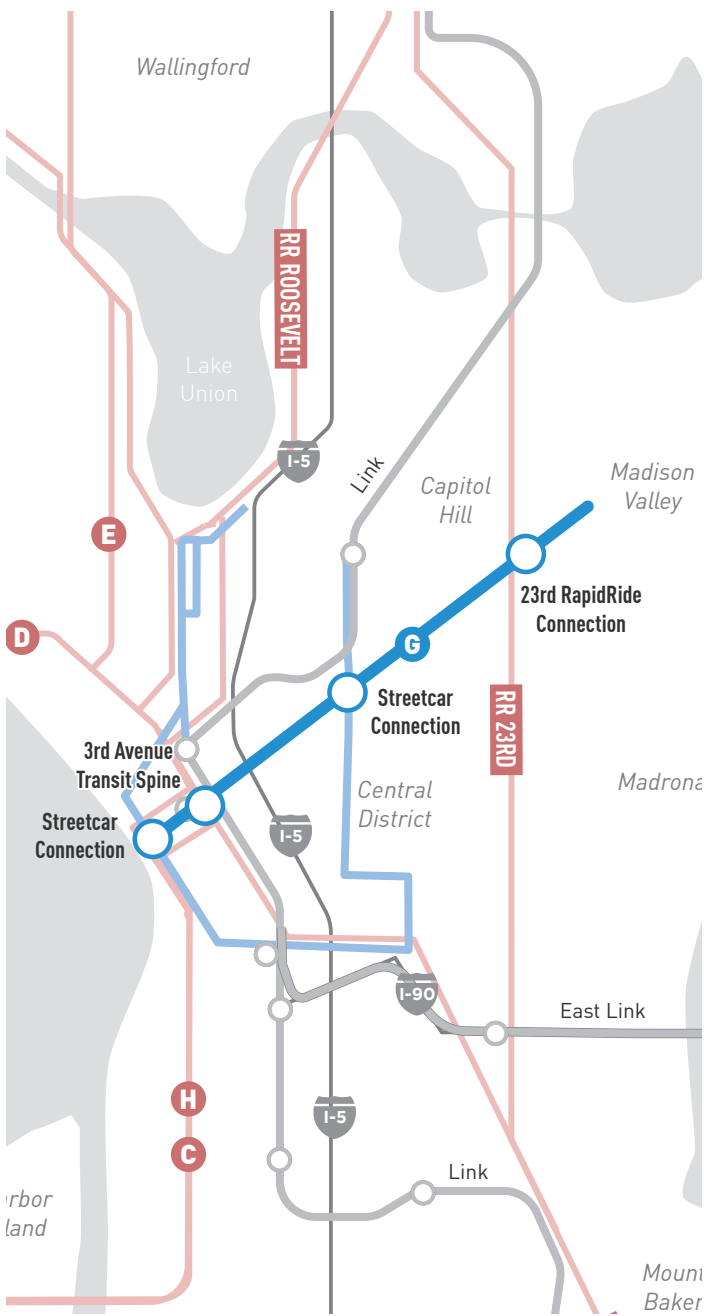 Wallingford
RR ROOSEVELT
Lake
Union
I-5
Link
Capitol
Hill
Madison
Valley
E
23rd RapidRide
Connection
D
G
Streetcar
Connection
RR 23RD
3rd Avenue
Transit Spine
Madrona
Central
District
Streetcar
Connection
I-5
I-90
East Link
H
I-5
C
Link
rbor
land
Mount
Baker